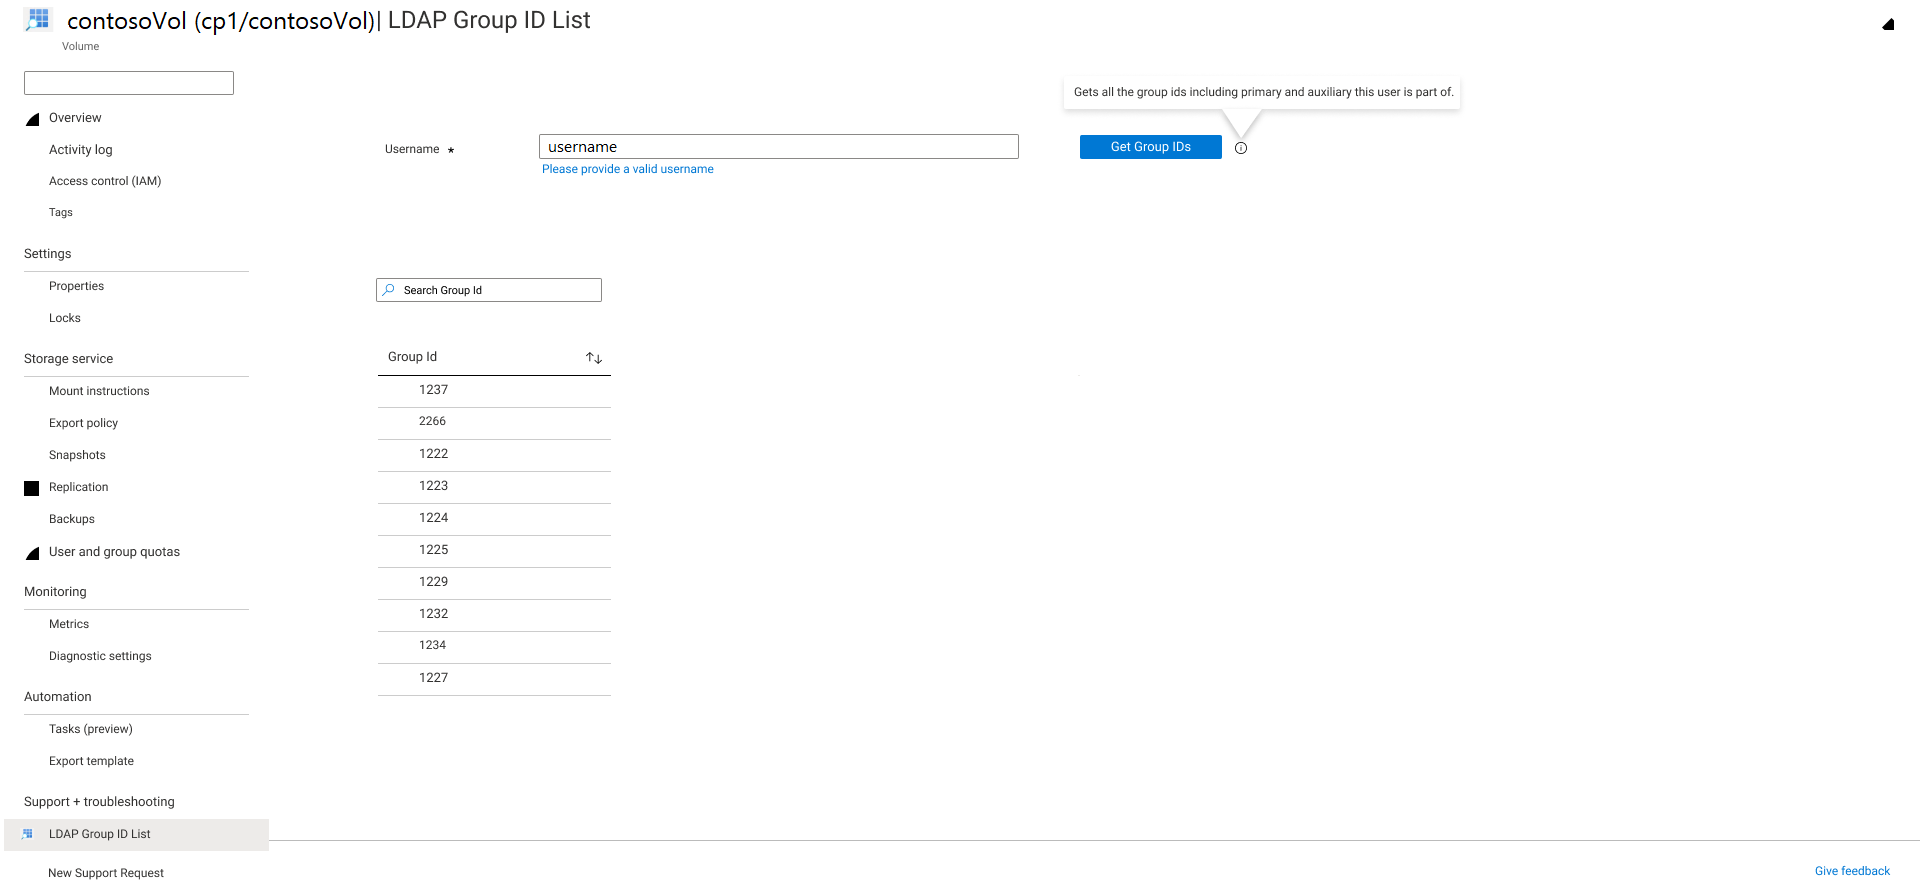 contosoVol (cp1/contosoVol)| LDAP Group ID List
Volume
Overview
Activity log
Access control (IAM)
Tags
Settings
Properties
Locks
Storage service
Mount instructions
Export policy
Snapshots
Replication
Backups
User and group quotas
Monitoring
Metrics
Diagnostic settings
Automation
Tasks (preview)
Export template
Support + troubleshooting
LDAP Group ID List
New Support Request
Gets all the group ids including primary and auxiliary this user is part of.
Username * username Get Group IDs
Please provide a valid username
Search Group Id
Group Id
1237
2266
1222
1223
1224
1225
1229
1232
1234
1227
Give feedback